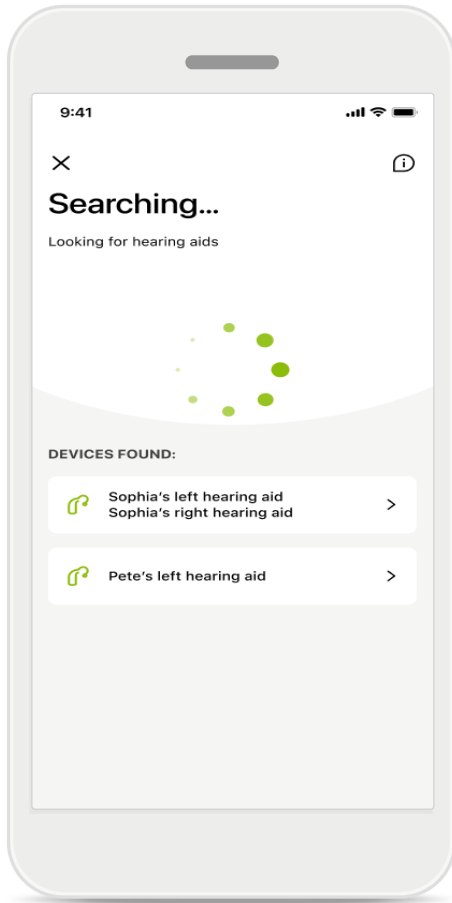 9:41
Searching...
Looking for hearing aids
DEVICES FOUND:
Sophia's left hearing aid
Sophia's right hearing aid
Pete's left hearing aid